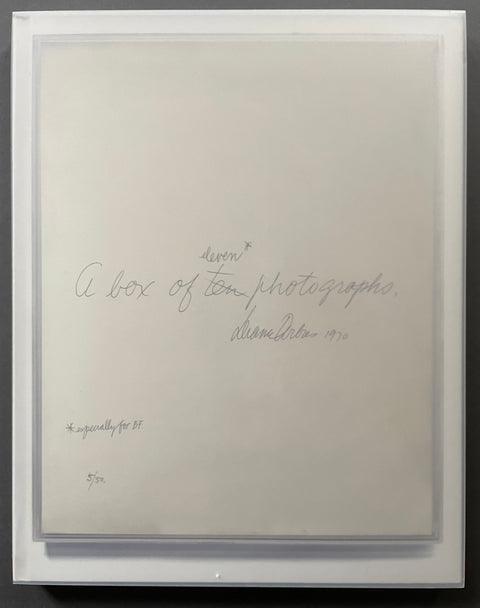 eleven*
A box of ten photographs.
Diane Arbus 1970
*especially for BF.
5/50.